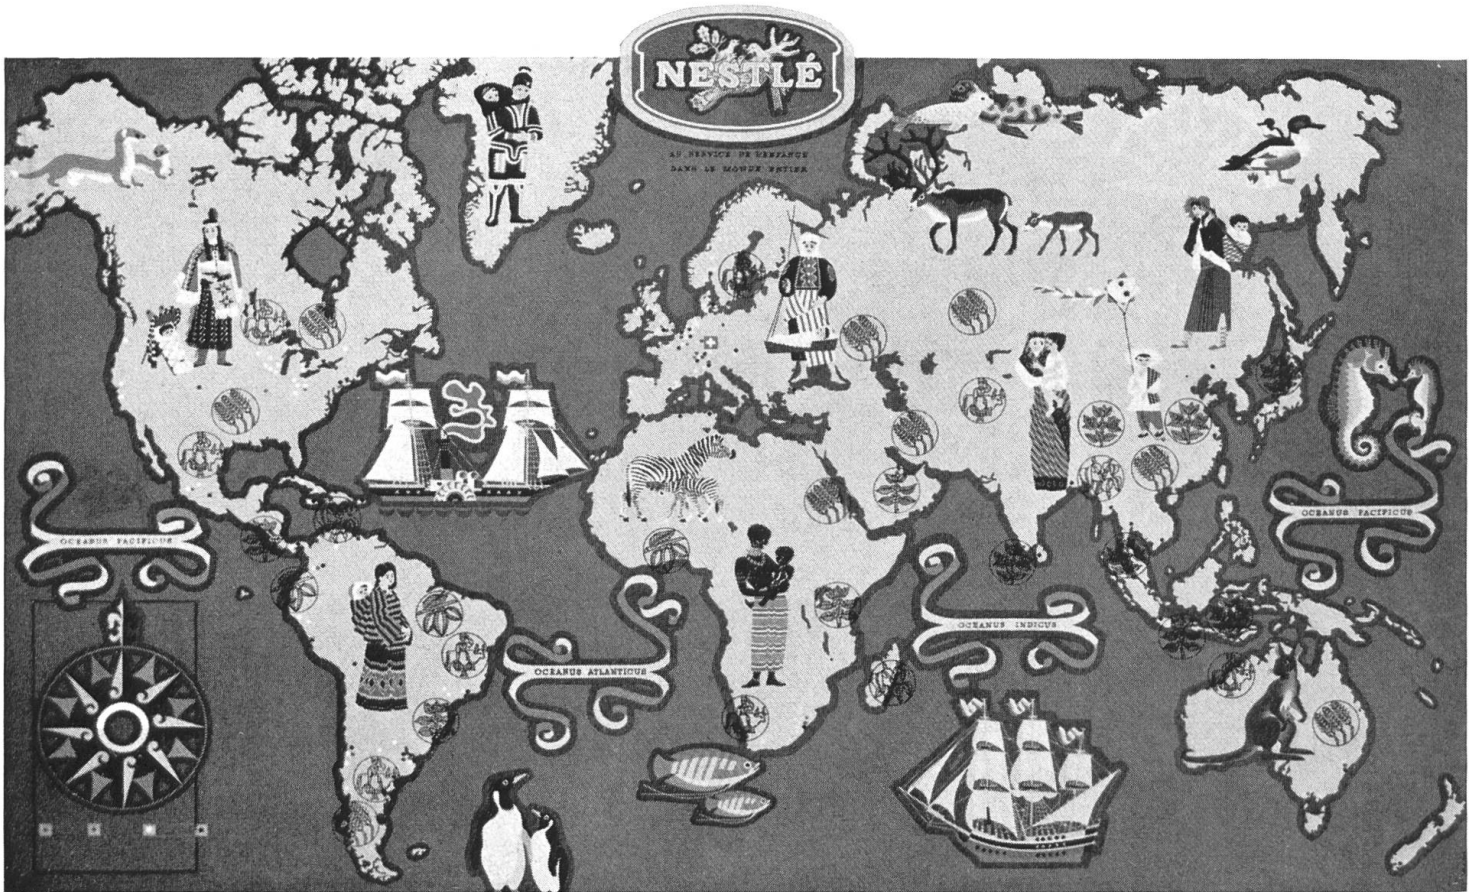 NESTLÉ
AU SERVICE DE L'ENFANCE
DANS LE MONDE ENTIER
OCEANUS PACIFICUS
OCEANUS PACIFICUS
OCEANUS INDICUS
OCEANUS ATLANTICUS